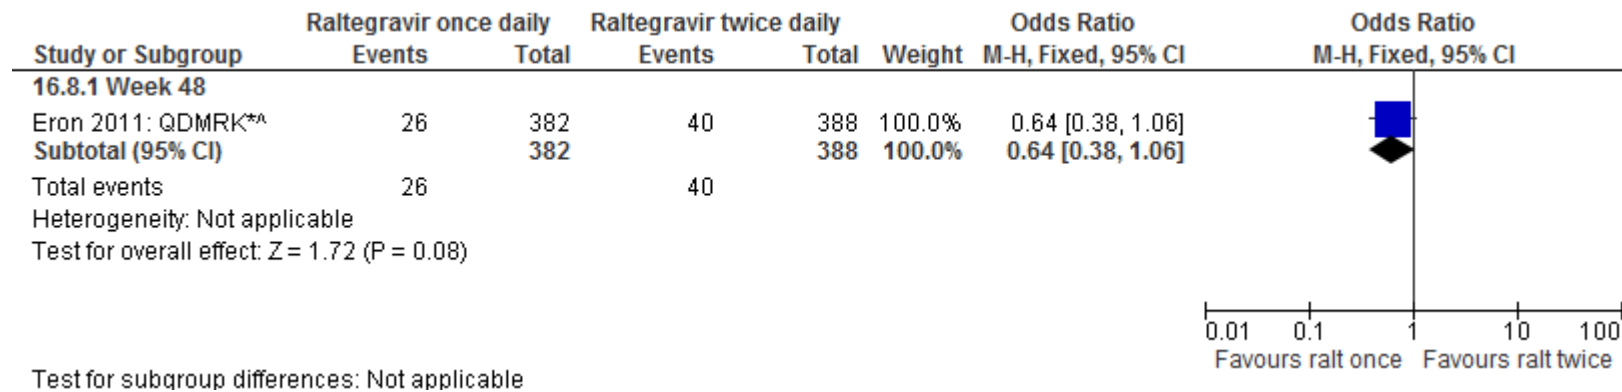 Raltegravir once daily Raltegravir twice daily Odds Ratio Odds Ratio
Study or Subgroup Events Total Events Total Weight M-H, Fixed, 95% CI M-H, Fixed, 95% CI
16.8.1 Week 48
Eron 2011: QDMRK*^ 26 382 40 388 100.0% 0.64 [0.38, 1.06]
Subtotal (95% CI) 382 388 100.0% 0.64 [0.38, 1.06]
Total events 26 40
Heterogeneity: Not applicable
Test for overall effect: Z = 1.72 (P = 0.08)
0.01 0.1 1 10 100
Favours ralt once Favours ralt twice
Test for subgroup differences: Not applicable